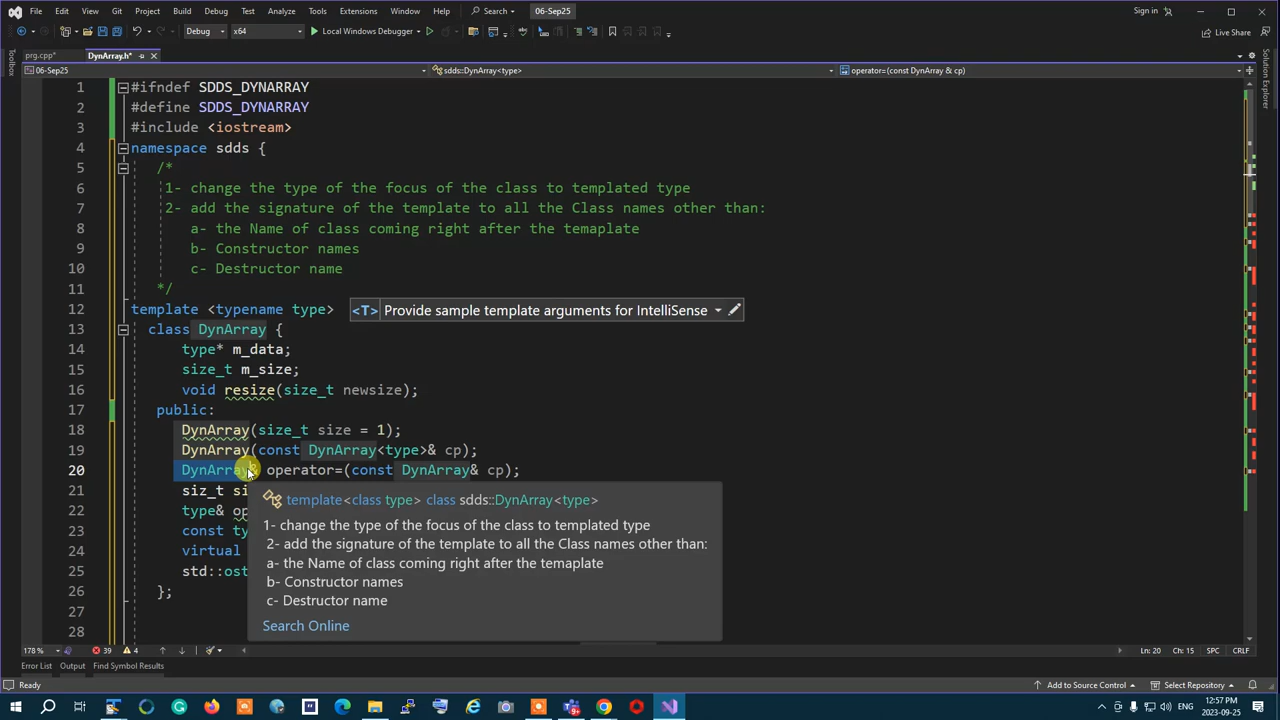 File Edit View Git Project Build Debug Test Analyze Tools Extensions Window Help Search 06-Sep25 Sign in
Debug x64 Local Windows Debugger Live Share
prg.cpp* DynArray.h*
Toolbox
06-Sep25 sdds::DynArray<type> operator=(const DynArray & cp)
Solution Explorer
1 #ifndef SDDS_DYNARRAY
2 #define SDDS_DYNARRAY
3 #include <iostream>
4 namespace sdds {
5 /*
6 1- change the type of the focus of the class to templated type
7 2- add the signature of the template to all the Class names other than:
8 a- the Name of class coming right after the temaplate
9 b- Constructor names
10 c- Destructor name
11 */
12 template <typename type> <T> Provide sample template arguments for IntelliSense
13 class DynArray {
14 type* m_data;
15 size_t m_size;
16 void resize(size_t newsize);
17 public:
18 DynArray(size_t size = 1);
19 DynArray(const DynArray<type>& cp);
20 DynArray& operator=(const DynArray& cp);
21 siz_t si
22 type& op
23 const ty
24 virtual
25 std::ost
26 };
27
28
template<class type> class sdds::DynArray<type>
1- change the type of the focus of the class to templated type
2- add the signature of the template to all the Class names other than:
a- the Name of class coming right after the temaplate
b- Constructor names
c- Destructor name
Search Online
178 % 39 4 Ln: 20 Ch: 15 SPC CRLF
Error List Output Find Symbol Results
Ready Add to Source Control Select Repository
ENG 12:57 PM
2023-09-25